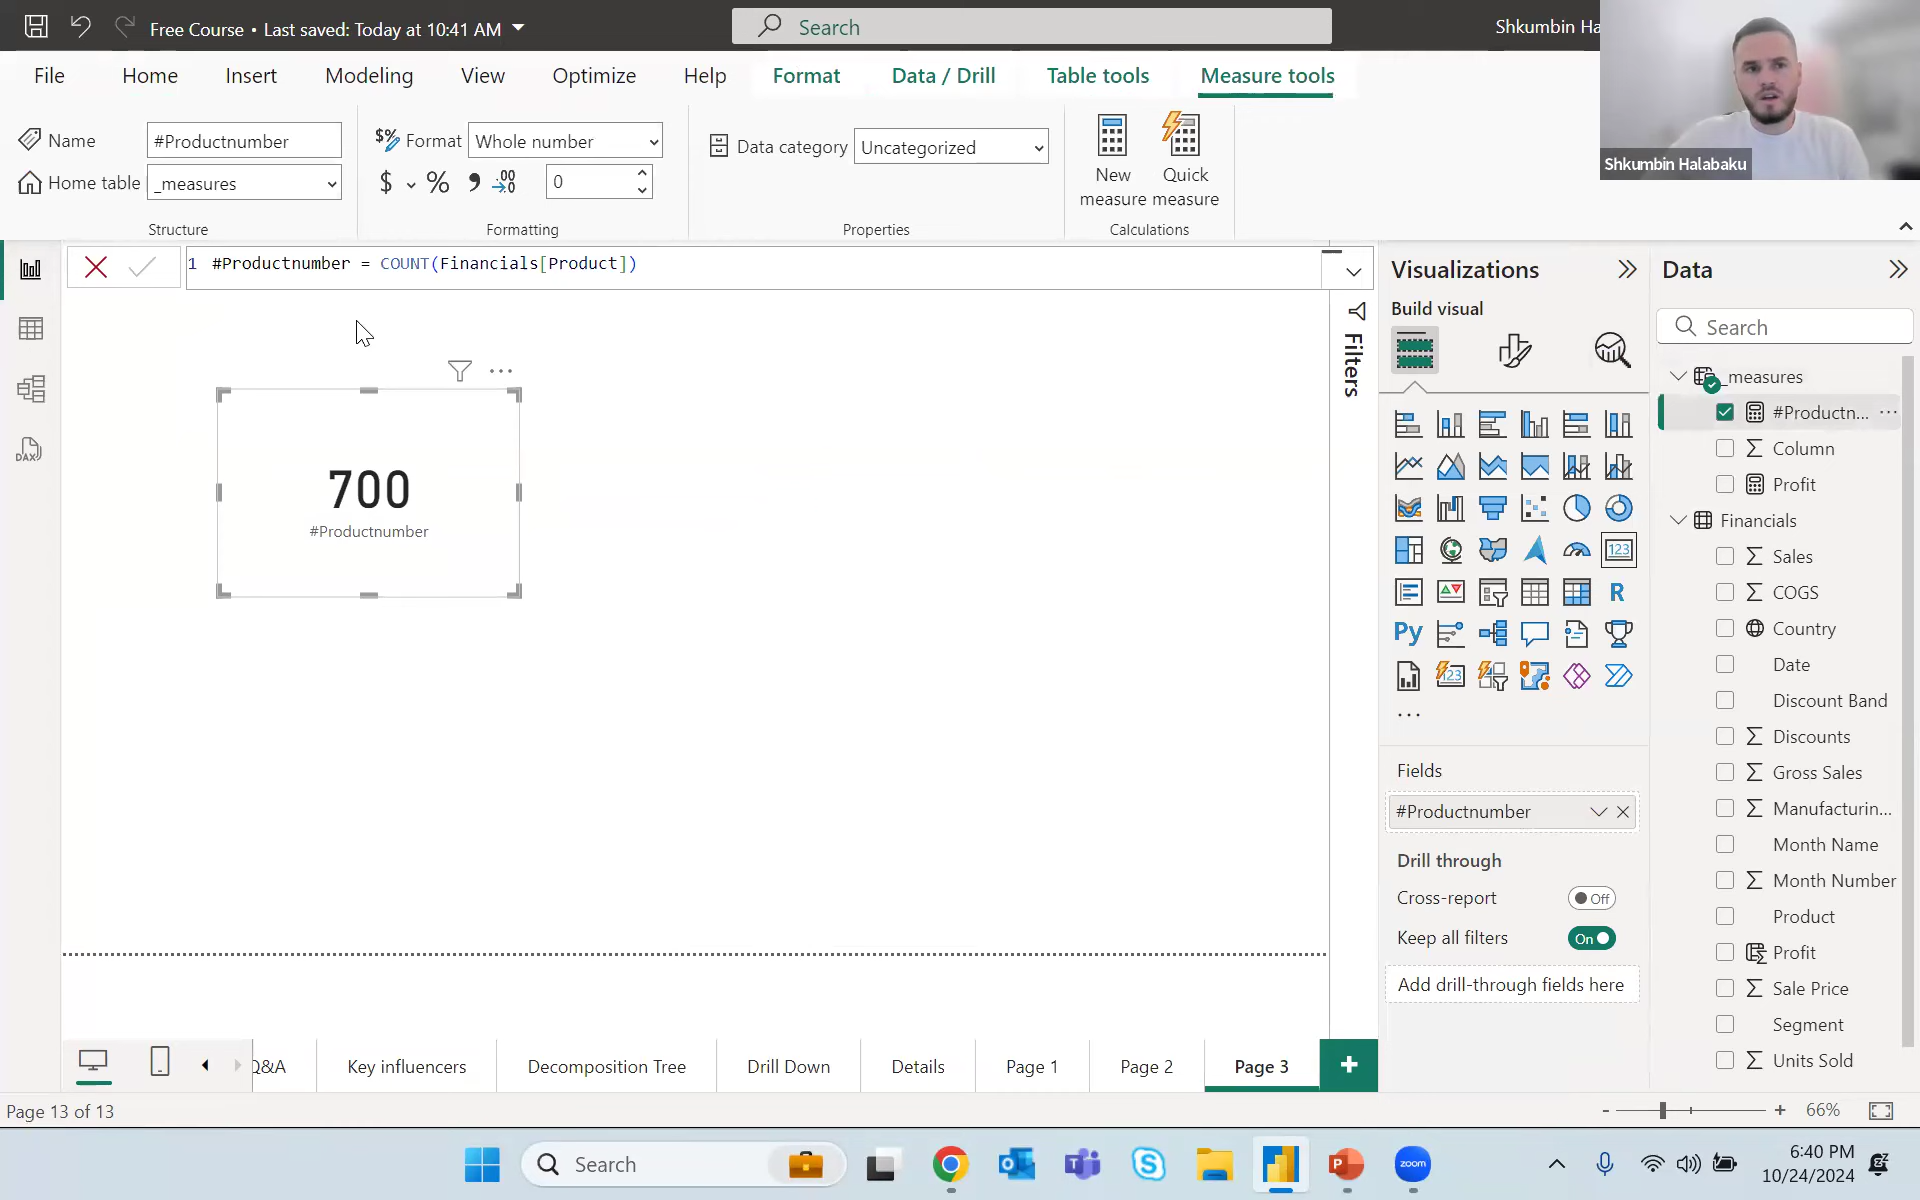 Free Course • Last saved: Today at 10:41 AM
Search
Shkumbin Ha
File Home Insert Modeling View Optimize Help Format Data / Drill Table tools Measure tools
Shkumbin Halabaku
Name #Productnumber
Home table _measures
Structure
Format Whole number
$ % 0
Formatting
Data category Uncategorized
Properties
New measure
Quick measure
Calculations
1 #Productnumber = COUNT(Financials[Product])
700
#Productnumber
Filters
Visualizations
Build visual
123
R
Py
123
Fields
#Productnumber
Drill through
Cross-report Off
Keep all filters On
Add drill-through fields here
Data
Search
_measures
#Productn...
Column
Profit
Financials
Sales
COGS
Country
Date
Discount Band
Discounts
Gross Sales
Manufacturin...
Month Name
Month Number
Product
Profit
Sale Price
Segment
Units Sold
DAX
Q&A Key influencers Decomposition Tree Drill Down Details Page 1 Page 2 Page 3 +
Page 13 of 13
- + 66%
Search
zoom
6:40 PM
10/24/2024